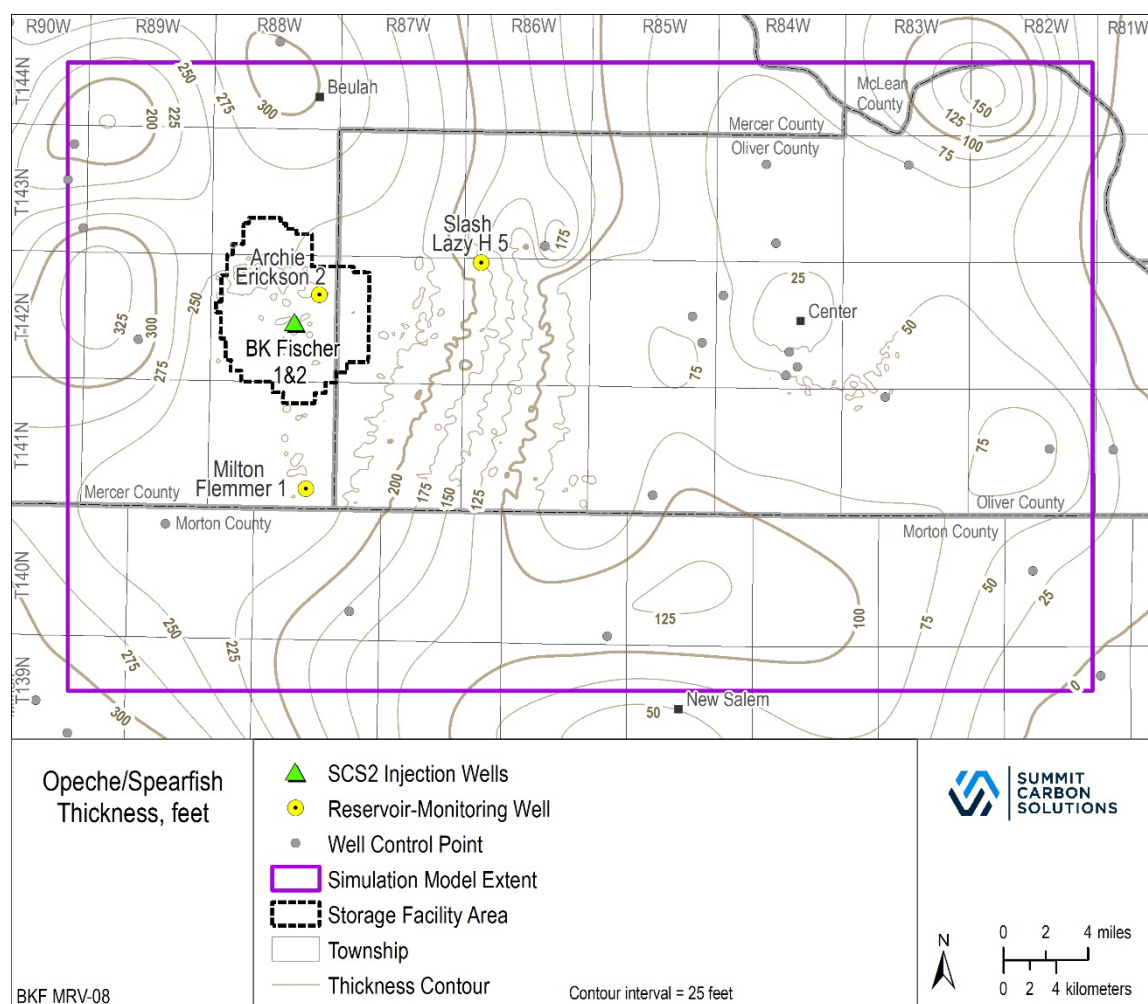 R90W R89W R88W R87W R86W R85W R84W R83W R82W R81W
T144N
T143N
T142N
T141N
T140N
T139N
250
275
300
Beulah
200
225
McLean
County
150
125
100
75
Mercer County
Oliver County
Slash
Lazy H 5
175
Archie
Erickson 2
250
325
300
275
BK Fischer
1&2
25
Center
50
75
75
Milton
Flemmer 1
200
175
150
125
Mercer County
Morton County
Oliver County
Morton County
250
275
225
300
125
100
75
50
25
0
New Salem
50
Opeche/Spearfish
Thickness, feet
SCS2 Injection Wells
Reservoir-Monitoring Well
Well Control Point
Simulation Model Extent
Storage Facility Area
Township
Thickness Contour
Contour interval = 25 feet
SUMMIT
CARBON
SOLUTIONS
N
0 2 4 miles
0 2 4 kilometers
BKF MRV-08